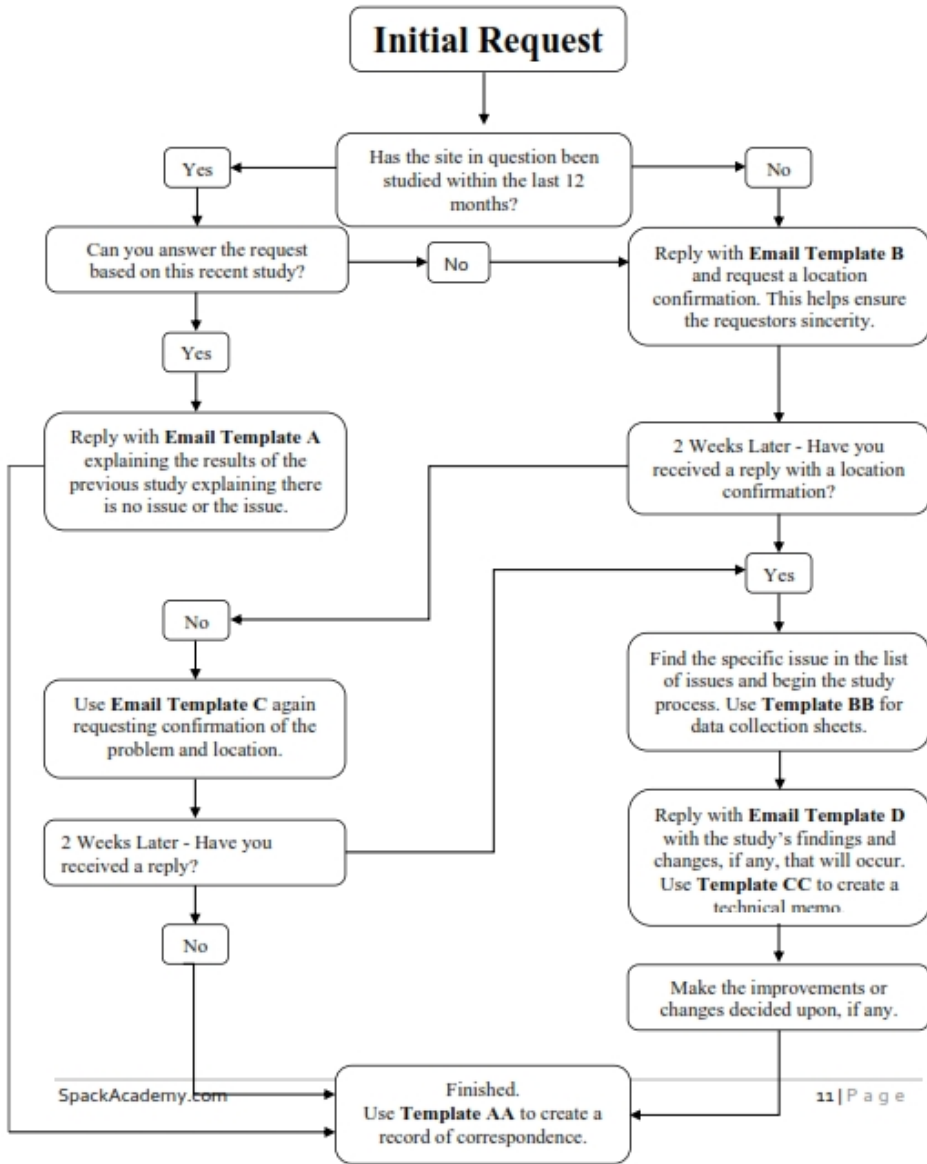 Initial Request
Has the site in question been
studied within the last 12
months?
Yes
No
Can you answer the request
based on this recent study?
No
Reply with Email Template B
and request a location
confirmation. This helps ensure
the requestors sincerity.
Yes
Reply with Email Template A
explaining the results of the
previous study explaining there
is no issue or the issue.
2 Weeks Later - Have you
received a reply with a location
confirmation?
Yes
No
Find the specific issue in the list
of issues and begin the study
process. Use Template BB for
data collection sheets.
Use Email Template C again
requesting confirmation of the
problem and location.
Reply with Email Template D
with the study's findings and
changes, if any, that will occur.
Use Template CC to create a
technical memo.
2 Weeks Later - Have you
received a reply?
No
Make the improvements or
changes decided upon, if any.
Finished.
Use Template AA to create a
record of correspondence.
SpackAcademy.com
11 | Page